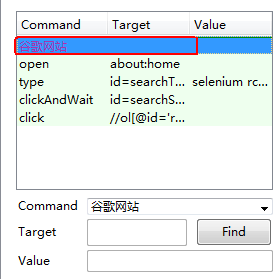 Command Target Value
谷歌网站
open about:home
type id=searchT... selenium rc...
clickAndWait id=searchS...
click //ol[@id='r...
Command 谷歌网站
Target Find
Value